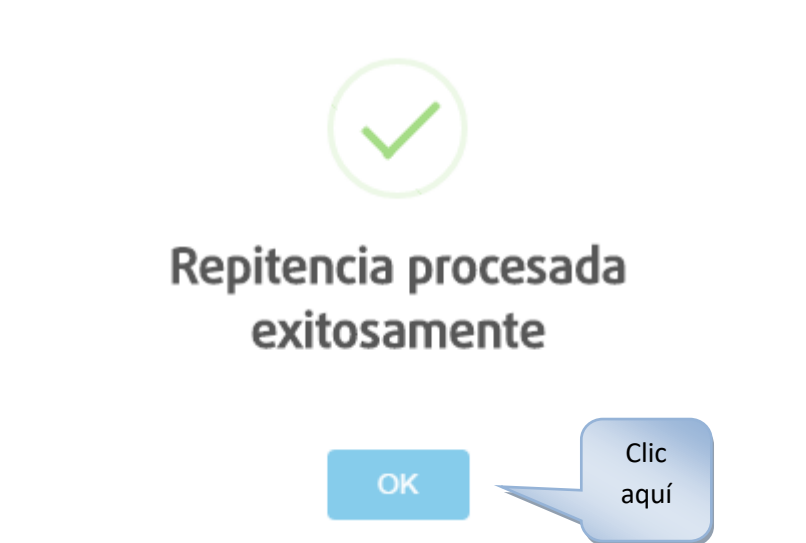 Repitencia procesada
exitosamente
OK
Clic
aquí